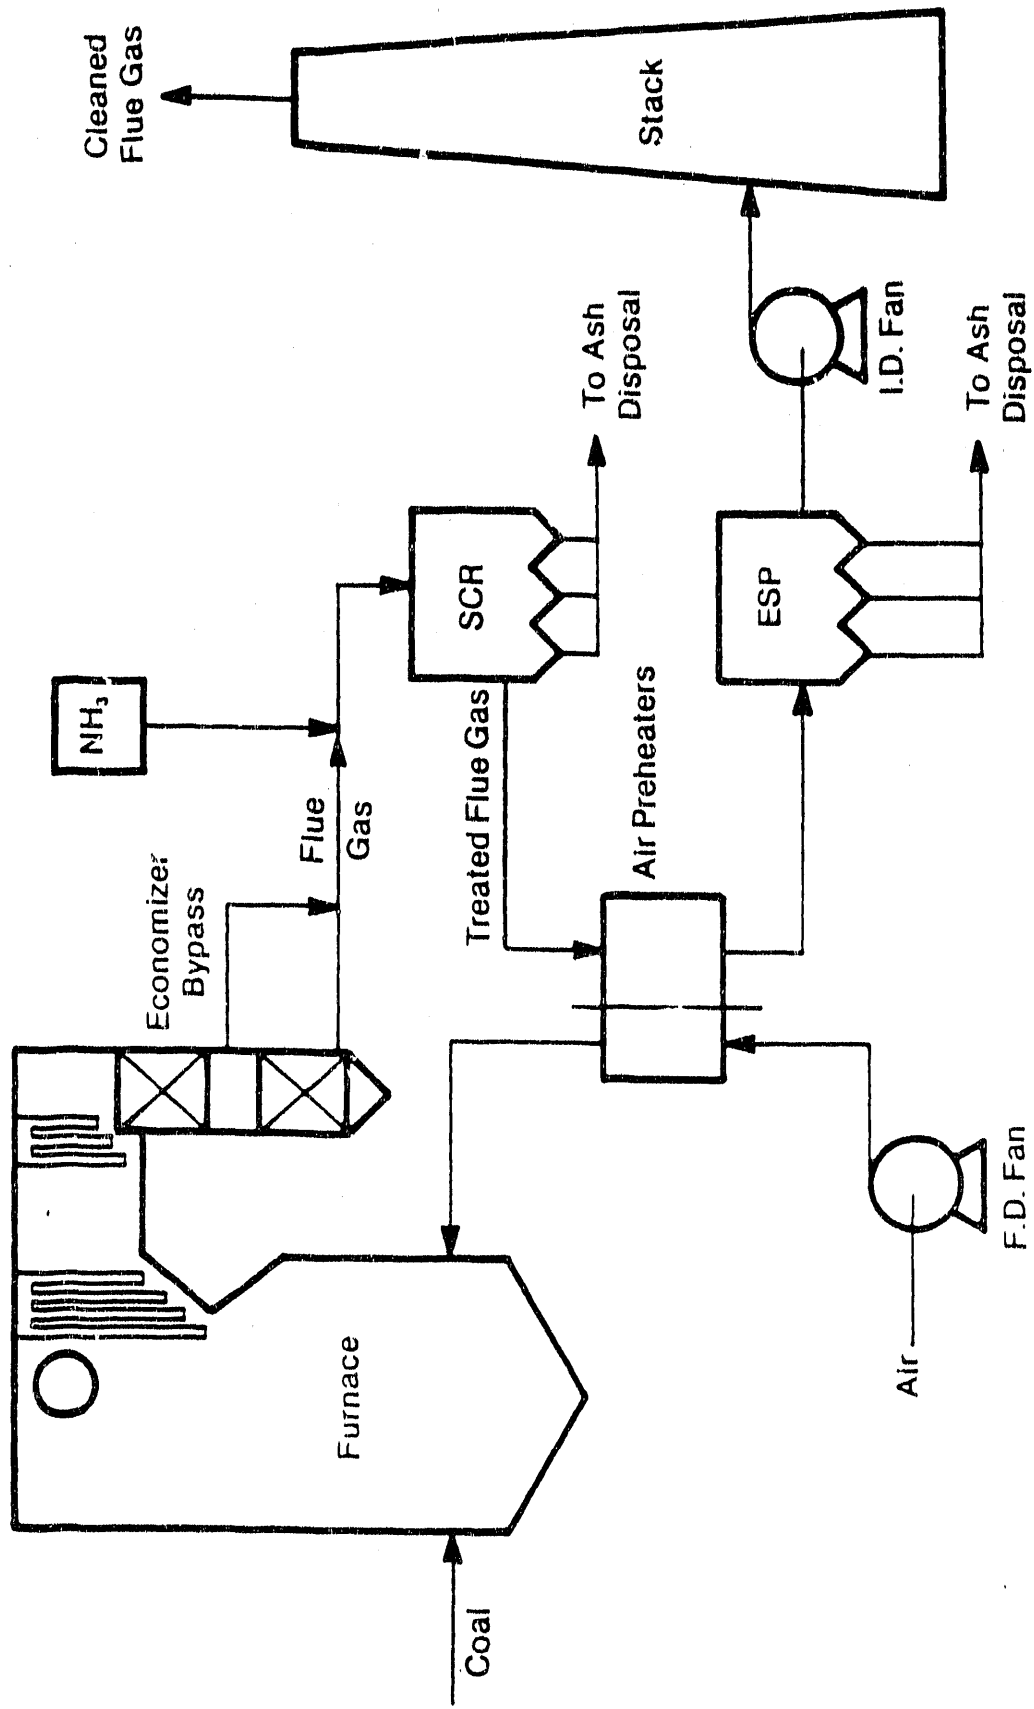 Cleaned
Flue Gas
NH₃
Economizer
Bypass
Flue
Gas
SCR
To Ash
Disposal
Stack
Treated Flue Gas
Air Preheaters
ESP
I.D. Fan
To Ash
Disposal
Furnace
Coal
Air
F.D. Fan